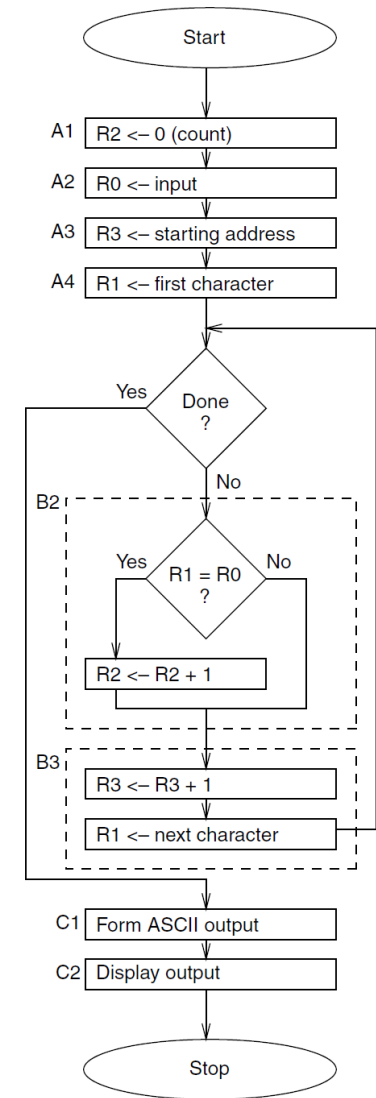 Start
A1 R2 <– 0 (count)
A2 R0 <– input
A3 R3 <– starting address
A4 R1 <– first character
Yes
Done
?
No
B2
Yes
R1 = R0
?
No
R2 <– R2 + 1
B3
R3 <– R3 + 1
R1 <– next character
C1 Form ASCII output
C2 Display output
Stop